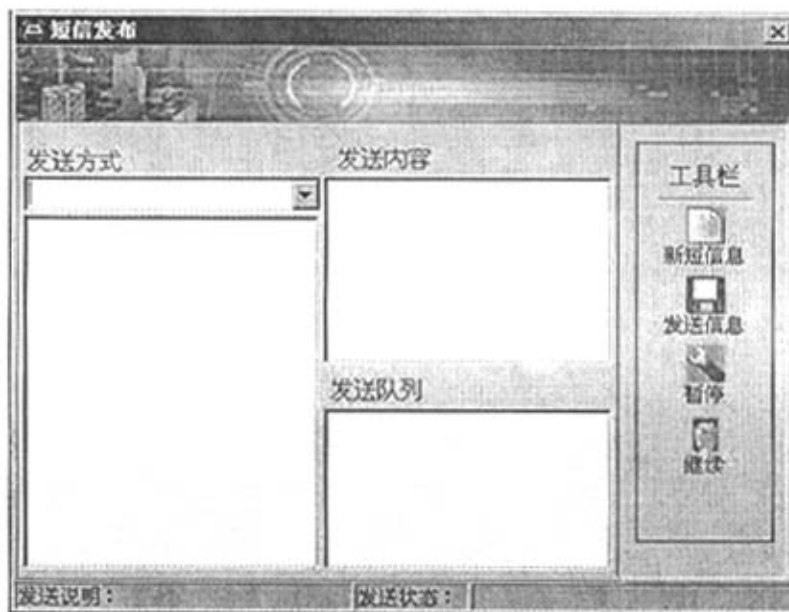 短信发布
发送方式
发送内容
发送队列
工具栏
新短信息
发送信息
暂停
继续
发送说明：
发送状态：